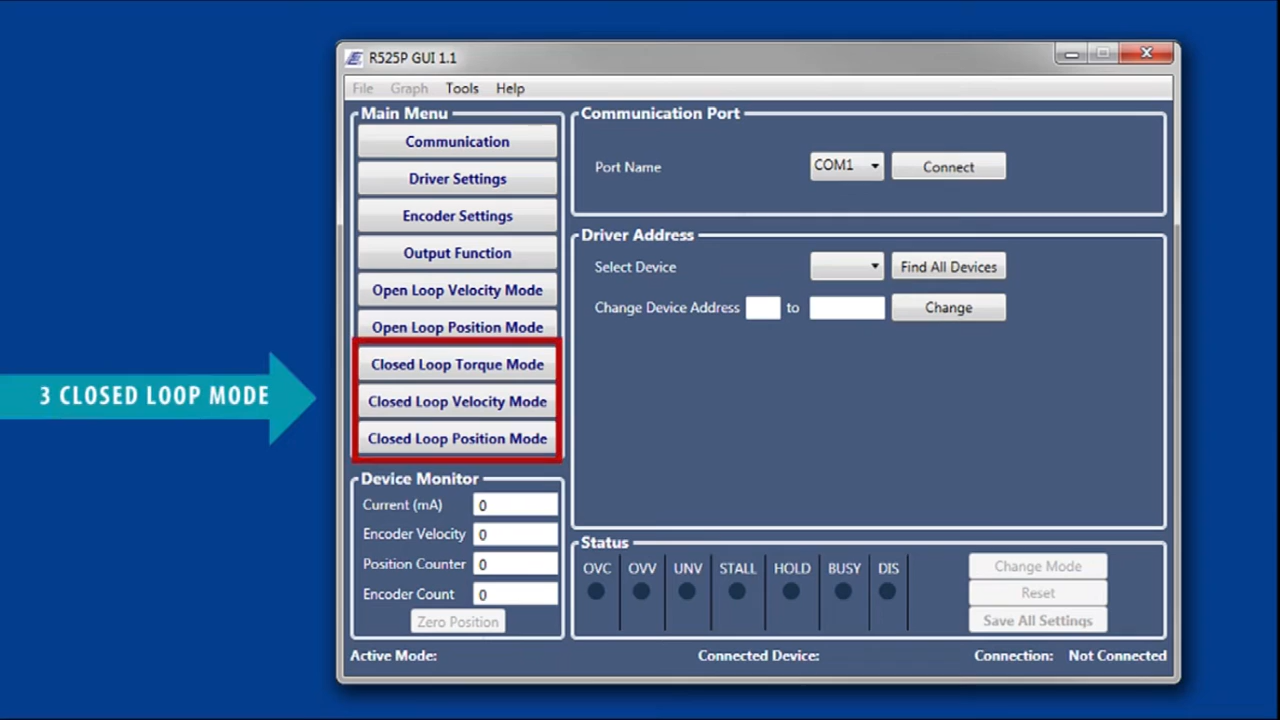 R525P GUI 1.1
File Graph Tools Help
Main Menu
Communication
Driver Settings
Encoder Settings
Output Function
Open Loop Velocity Mode
Open Loop Position Mode
Closed Loop Torque Mode
Closed Loop Velocity Mode
Closed Loop Position Mode
3 CLOSED LOOP MODE
Device Monitor
Current (mA) 0
Encoder Velocity 0
Position Counter 0
Encoder Count 0
Zero Position
Communication Port
Port Name COM1 Connect
Driver Address
Select Device Find All Devices
Change Device Address to Change
Status
OVC OVV UNV STALL HOLD BUSY DIS
Change Mode
Reset
Save All Settings
Active Mode: Connected Device: Connection: Not Connected